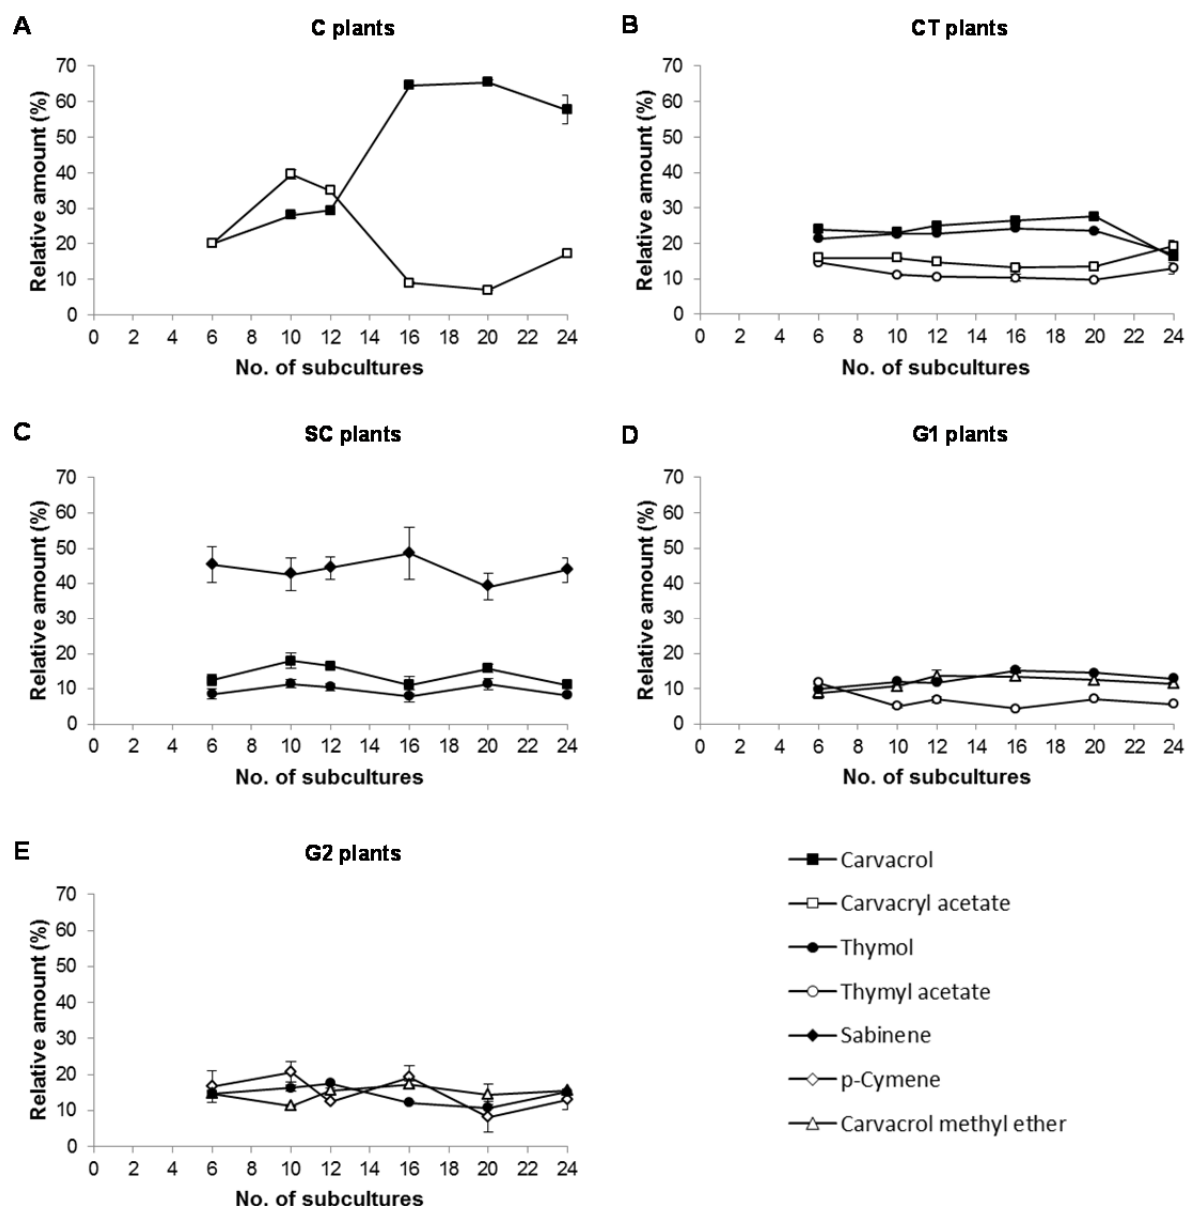 A
C plants
Relative amount (%)
70
60
50
40
30
20
10
0
0 2 4 6 8 10 12 14 16 18 20 22 24
No. of subcultures
B
CT plants
Relative amount (%)
70
60
50
40
30
20
10
0
0 2 4 6 8 10 12 14 16 18 20 22 24
No. of subcultures
C
SC plants
Relative amount (%)
70
60
50
40
30
20
10
0
0 2 4 6 8 10 12 14 16 18 20 22 24
No. of subcultures
D
G1 plants
Relative amount (%)
70
60
50
40
30
20
10
0
0 2 4 6 8 10 12 14 16 18 20 22 24
No. of subcultures
E
G2 plants
Relative amount (%)
70
60
50
40
30
20
10
0
0 2 4 6 8 10 12 14 16 18 20 22 24
No. of subcultures
Carvacrol
Carvacryl acetate
Thymol
Thymyl acetate
Sabinene
p-Cymene
Carvacrol methyl ether